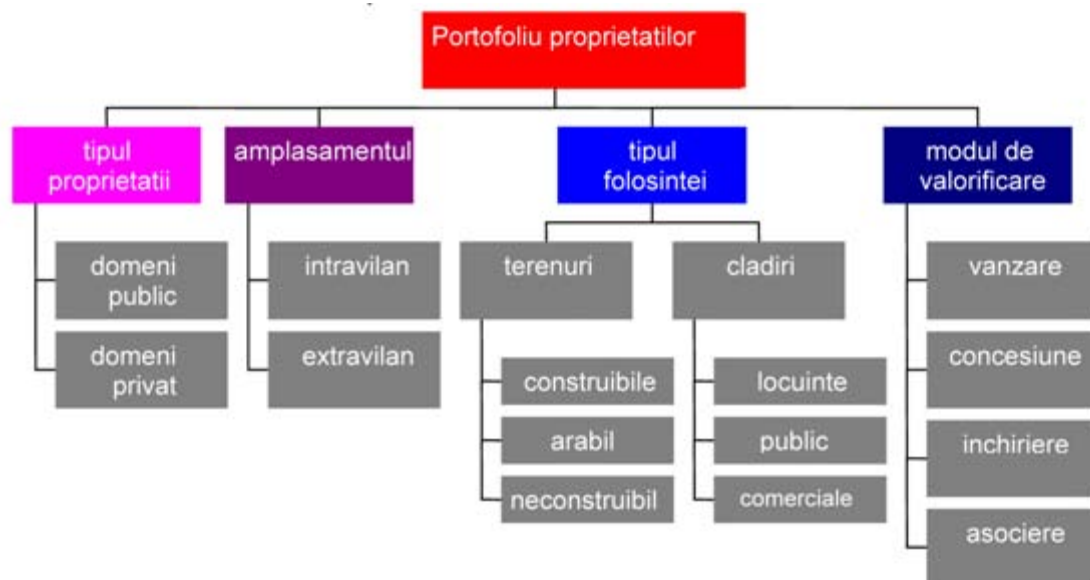 Portofoliu proprietatilor
tipul
proprietatii
amplasamentul
tipul
folosintei
modul de
valorificare
domeni
public
domeni
privat
intravilan
extravilan
terenuri
construibile
arabil
neconstruibil
cladiri
locuinte
public
comerciale
vanzare
concesiune
inchiriere
asociere